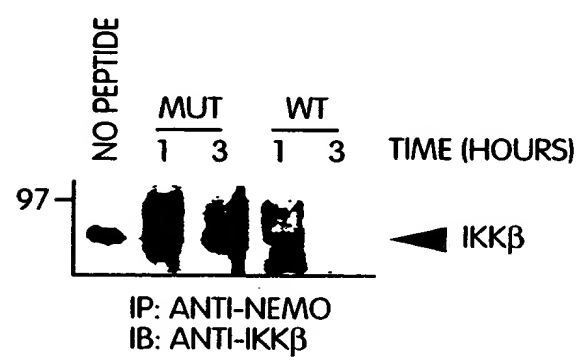 NO PEPTIDE
MUT WT
1 3 1 3 TIME (HOURS)
97
IKKβ
IP: ANTI-NEMO
IB: ANTI-IKKβ